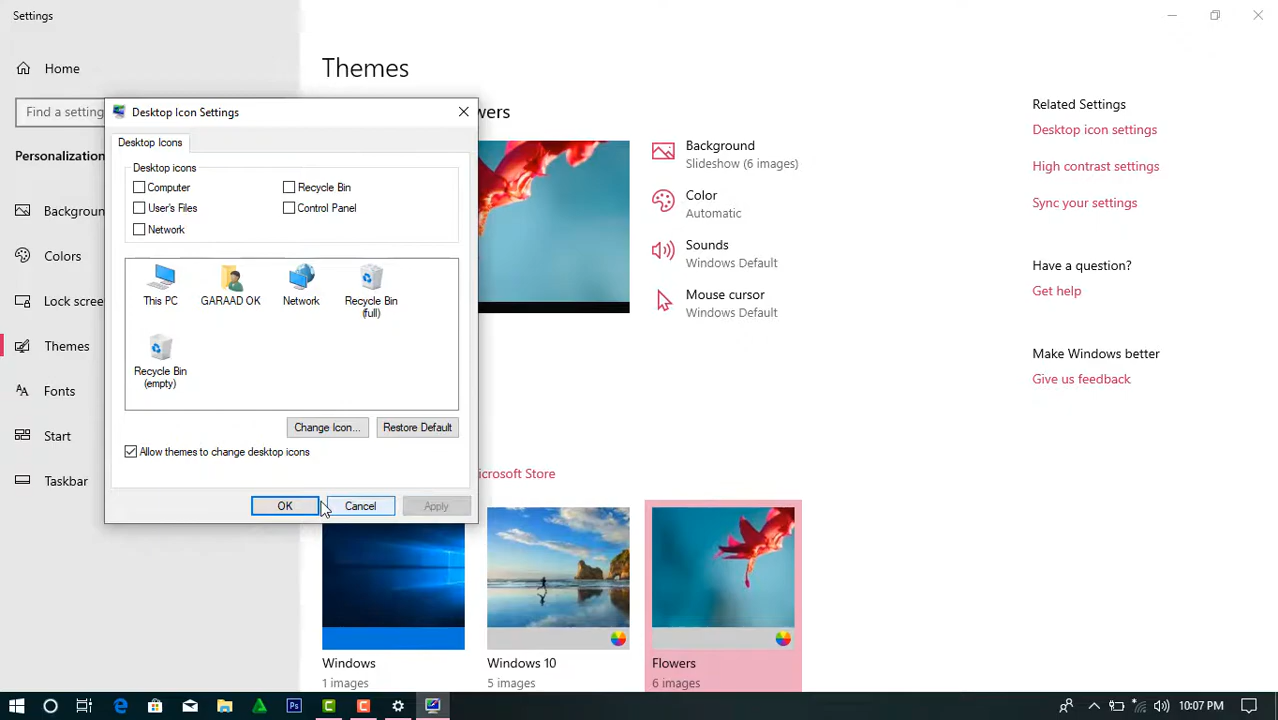 Settings
Home
Find a setting
Personalization
Backgroun
Colors
Lock scree
Themes
Fonts
Start
Taskbar
Desktop Icon Settings
Desktop Icons
Desktop icons
Computer
Recycle Bin
User's Files
Control Panel
Network
This PC
GARAAD OK
Network
Recycle Bin
(full)
Recycle Bin
(empty)
Change Icon...
Restore Default
Allow themes to change desktop icons
OK
Cancel
Apply
Themes
wers
Background
Slideshow (6 images)
Color
Automatic
Sounds
Windows Default
Mouse cursor
Windows Default
icrosoft Store
Windows
1 images
Windows 10
5 images
Flowers
6 images
Related Settings
Desktop icon settings
High contrast settings
Sync your settings
Have a question?
Get help
Make Windows better
Give us feedback
Ps
10:07 PM